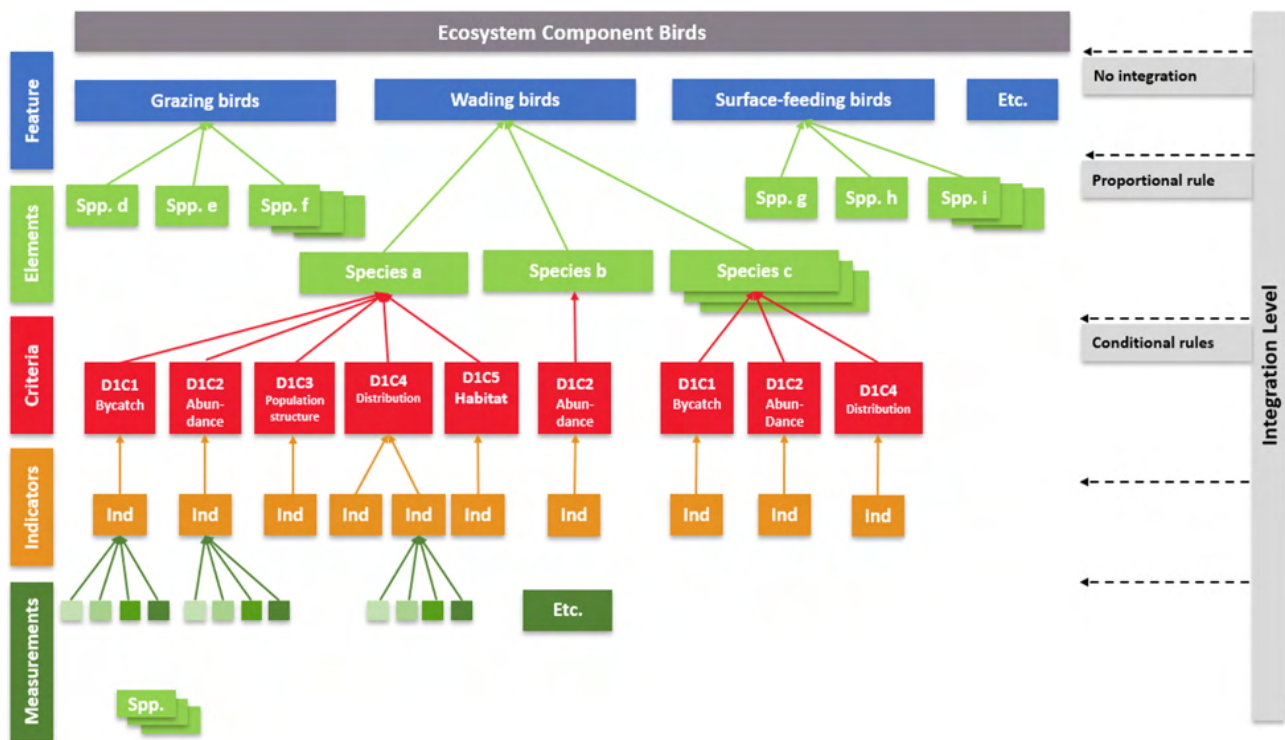 Ecosystem Component Birds
Feature
Grazing birds
Wading birds
Surface-feeding birds
Etc.
No integration
Proportional rule
Elements
Spp. d
Spp. e
Spp. f
Spp. g
Spp. h
Spp. i
Species a
Species b
Species c
Conditional rules
Integration Level
Criteria
D1C1
Bycatch
D1C2
Abun-
dance
D1C3
Population
structure
D1C4
Distribution
D1C5
Habitat
D1C2
Abun-
dance
D1C1
Bycatch
D1C2
Abun-
Dance
D1C4
Distribution
Indicators
Ind
Ind
Ind
Ind
Ind
Ind
Ind
Ind
Ind
Ind
Measurements
Etc.
Spp.